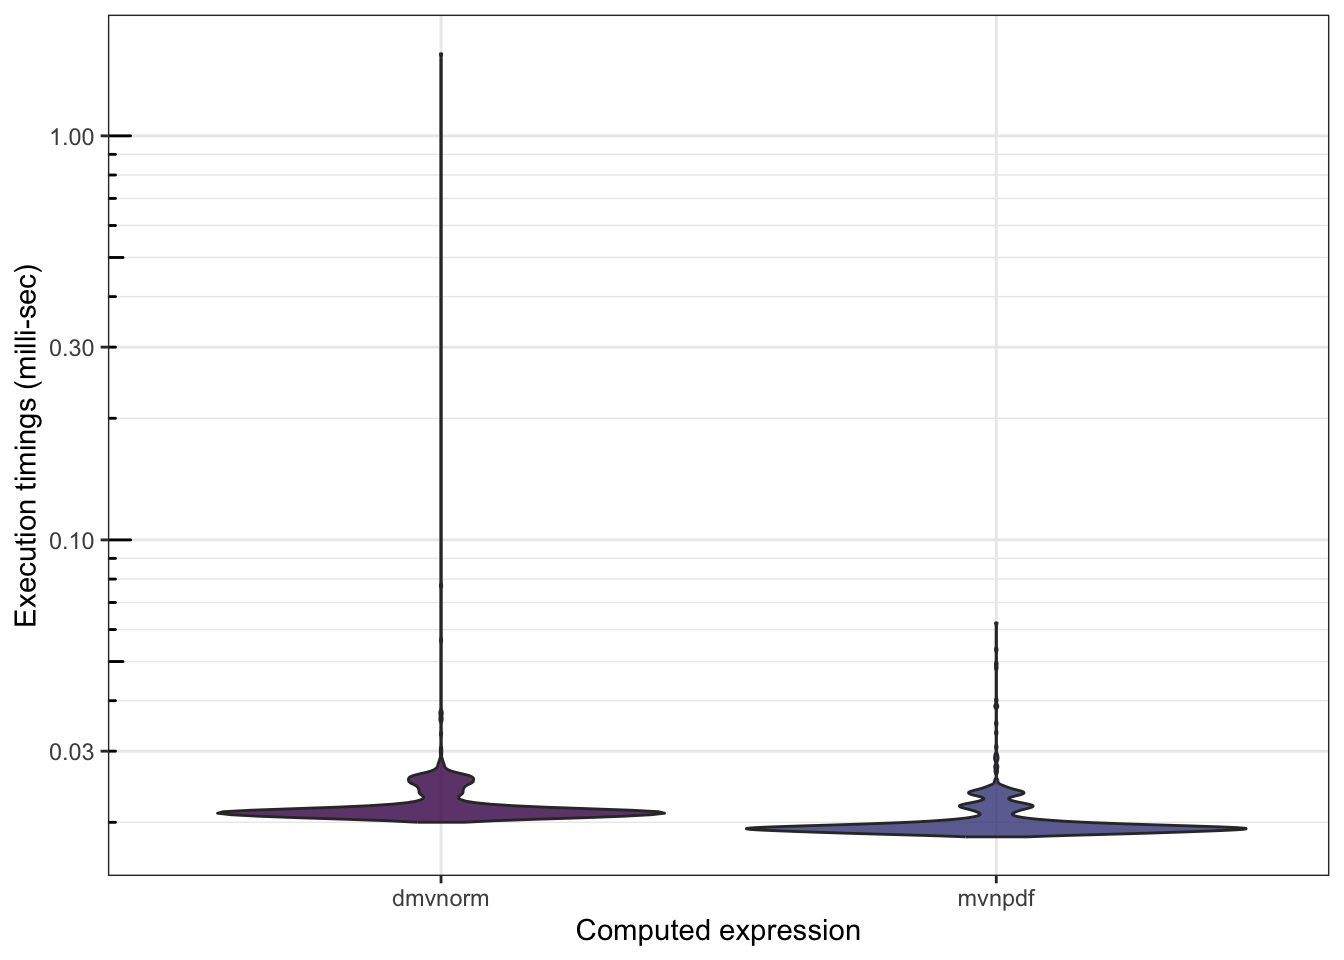 Execution timings (milli-sec)
1.00
0.30
0.10
0.03
dmvnorm
mvnpdf
Computed expression